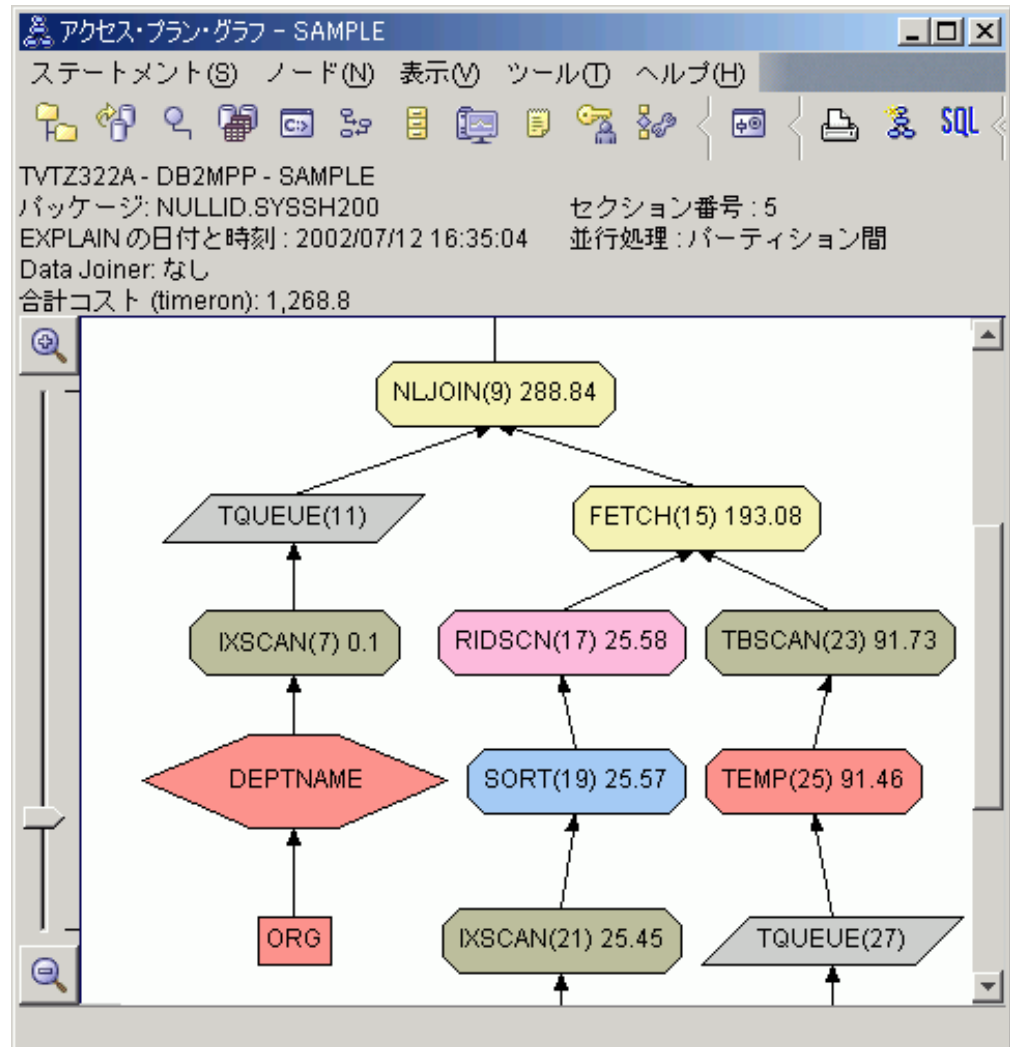 アクセス・プラン・グラフ - SAMPLE
ステートメント(S) ノード(N) 表示(V) ツール(T) ヘルプ(H)
SQL
TVTZ322A - DB2MPP - SAMPLE
パッケージ: NULLID.SYSSH200 セクション番号 : 5
EXPLAIN の日付と時刻 : 2002/07/12 16:35:04 並行処理 : パーティション間
Data Joiner: なし
合計コスト (timeron): 1,268.8
NLJOIN(9) 288.84
TQUEUE(11) FETCH(15) 193.08
IXSCAN(7) 0.1 RIDSCN(17) 25.58 TBSCAN(23) 91.73
DEPTNAME SORT(19) 25.57 TEMP(25) 91.46
ORG IXSCAN(21) 25.45 TQUEUE(27)